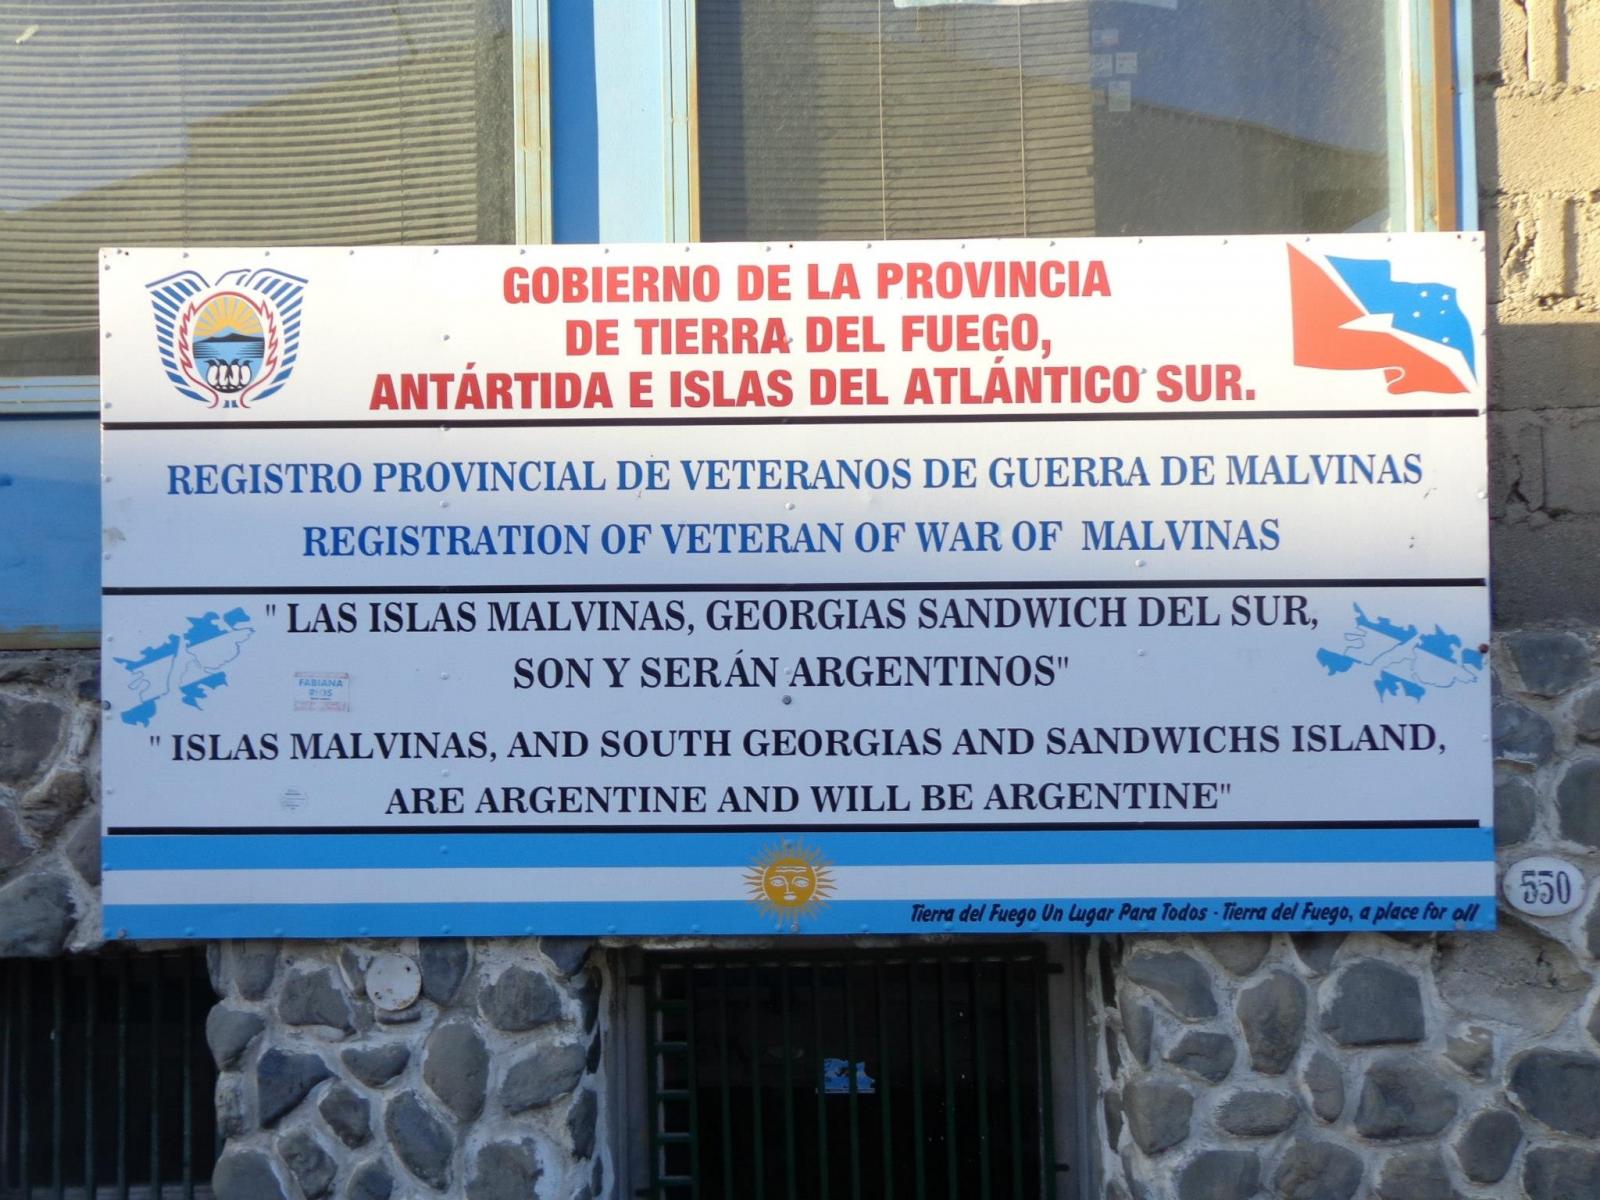 GOBIERNO DE LA PROVINCIA
DE TIERRA DEL FUEGO,
ANTÁRTIDA E ISLAS DEL ATLÁNTICO SUR.
REGISTRO PROVINCIAL DE VETERANOS DE GUERRA DE MALVINAS
REGISTRATION OF VETERAN OF WAR OF MALVINAS
" LAS ISLAS MALVINAS, GEORGIAS SANDWICH DEL SUR,
SON Y SERÁN ARGENTINOS"
FABIANA
RIOS
" ISLAS MALVINAS, AND SOUTH GEORGIAS AND SANDWICHS ISLAND,
ARE ARGENTINE AND WILL BE ARGENTINE"
Tierra del Fuego Un Lugar Para Todos - Tierra del Fuego, a place for all
550